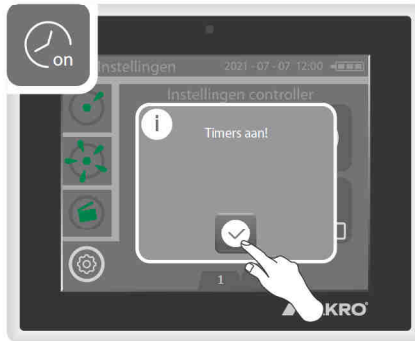 on
Instellingen 2021 - 07 - 07 12:00
Instellingen controller
i
Timers aan!
1
KRO